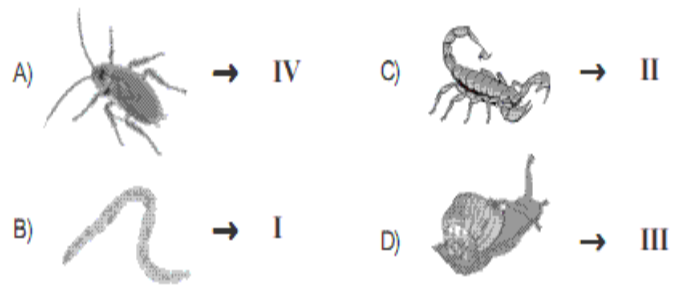 A) → IV
B) → I
C) → II
D) → III